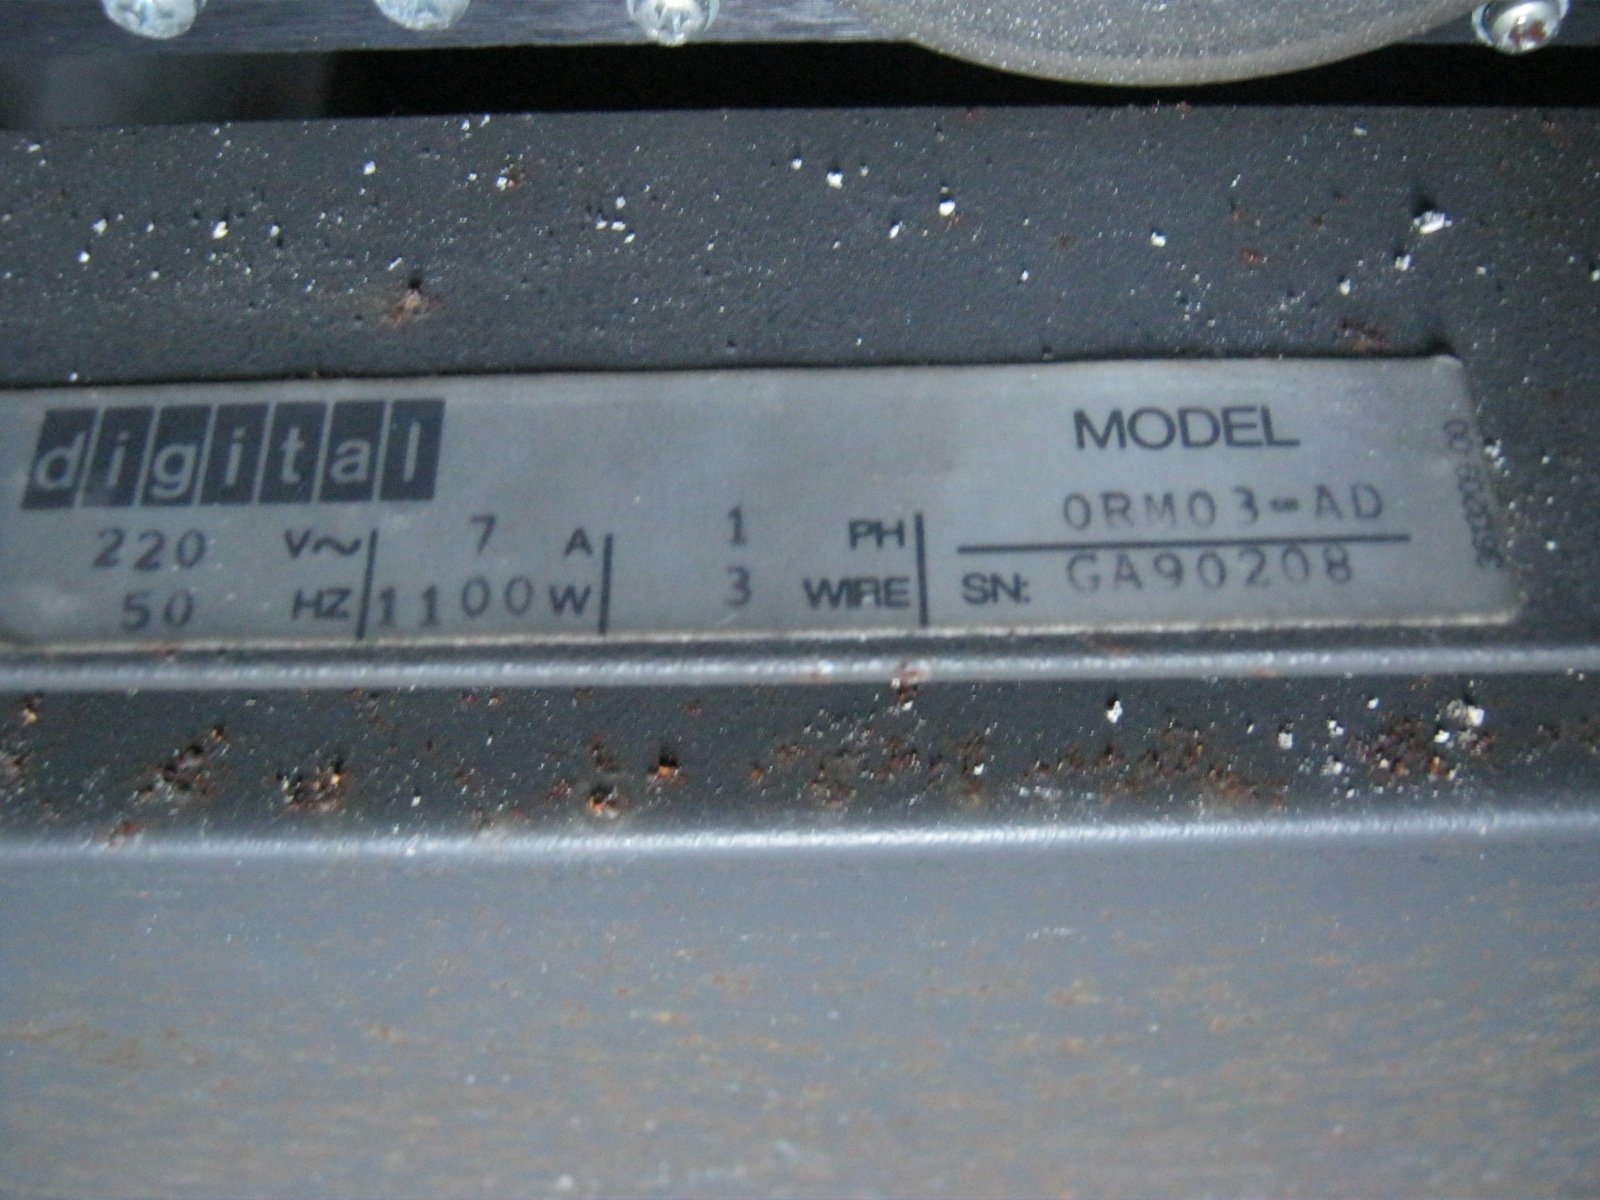 digital
MODEL
220 V~ 7 A 1 PH 0RM03-AD
50 HZ 1100 W 3 WIRE SN: GA90208